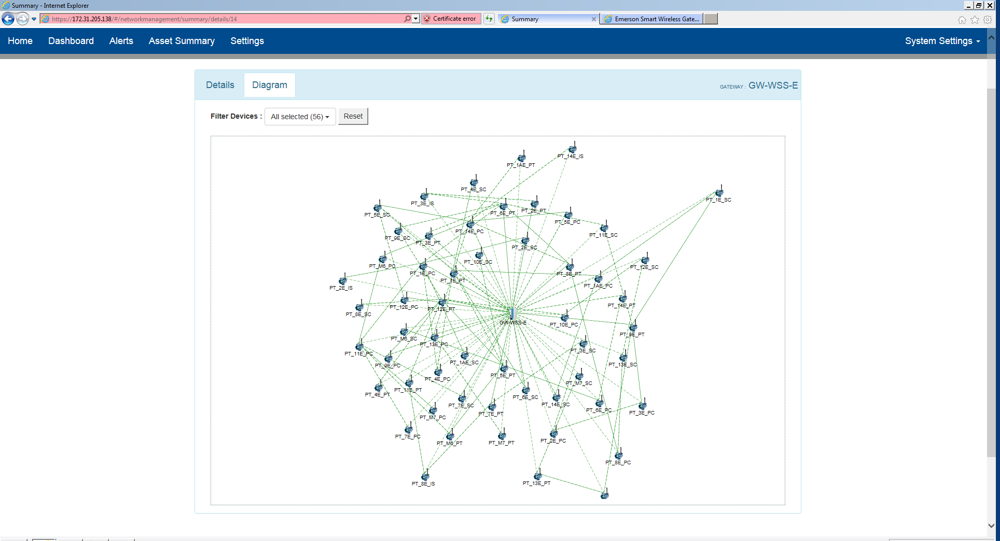 Summary - Internet Explorer
https://172.31.205.138/#/networkmanagement/summary/details/14
Certificate error
Summary
Emerson Smart Wireless Gate...
Home
Dashboard
Alerts
Asset Summary
Settings
System Settings
Details
Diagram
GATEWAY : GW-WSS-E
Filter Devices :
All selected (56)
Reset
PT_14E_IS
PT_1AE_PT
PT_4E_SC
PT_1E_SC
PT_3E_IS
PT_2E_PT
PT_6E_PT
PT_5E_SC
PT_5E_PC
PT_14E_PC
PT_11E_SC
PT_9E_SC
PT_3E_PT
PT_2E_SC
PT_10E_SC
PT_M6_PC
PT_12E_SC
PT_1E_PC
PT_8E_PT
PT_1E_PT
PT_1AE_PC
PT_2E_IS
PT_14E_PT
PT_12E_PC
PT_12E_PT
PT_8E_SC
GW-WSS-E
PT_10E_PC
PT_9E_PT
PT_M6_SC
PT_13E_PC
PT_3E_SC
PT_11E_PC
PT_1AE_SC
PT_13E_SC
PT_9E_PC
PT_5E_PT
PT_4E_PC
PT_M7_SC
PT_11E_PT
PT_4E_PT
PT_6E_SC
PT_14E_SC
PT_7E_SC
PT_6E_PC
PT_3E_PC
PT_7E_PT
PT_M7_PC
PT_7E_PC
PT_2E_PC
PT_M6_PT
PT_M7_PT
PT_8E_PC
PT_8E_IS
PT_13E_PT